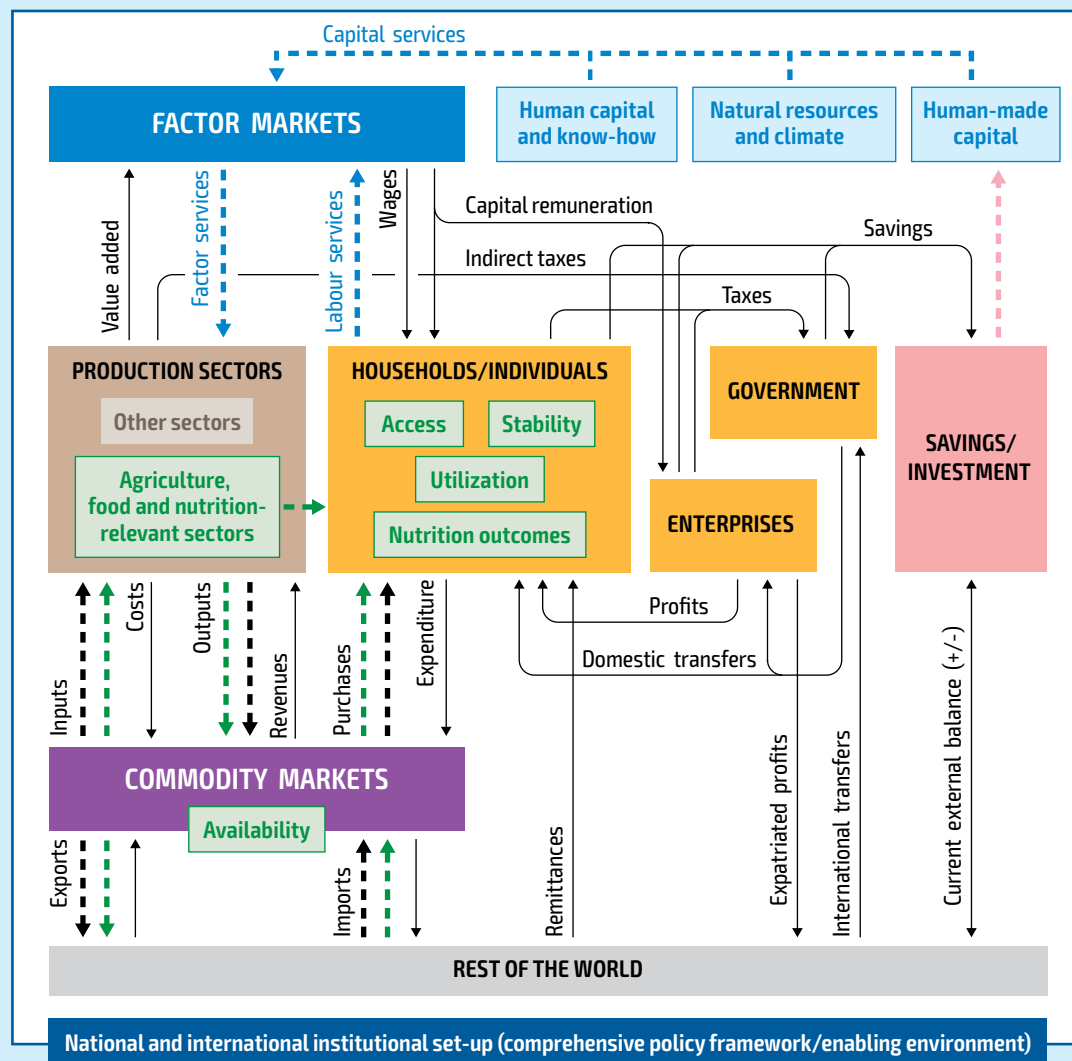 Capital services
FACTOR MARKETS
Human capital
and know-how
Natural resources
and climate
Human-made
capital
Value added
Factor services
Labour services
Wages
Capital remuneration
Savings
Indirect taxes
Taxes
PRODUCTION SECTORS
Other sectors
Agriculture,
food and nutrition-
relevant sectors
HOUSEHOLDS/INDIVIDUALS
Access
Stability
Utilization
Nutrition outcomes
GOVERNMENT
ENTERPRISES
SAVINGS/
INVESTMENT
Inputs
Costs
Outputs
Revenues
Purchases
Expenditure
Profits
Domestic transfers
COMMODITY MARKETS
Availability
Exports
Imports
Remittances
Expatriated profits
International transfers
Current external balance (+/-)
REST OF THE WORLD
National and international institutional set-up (comprehensive policy framework/enabling environment)